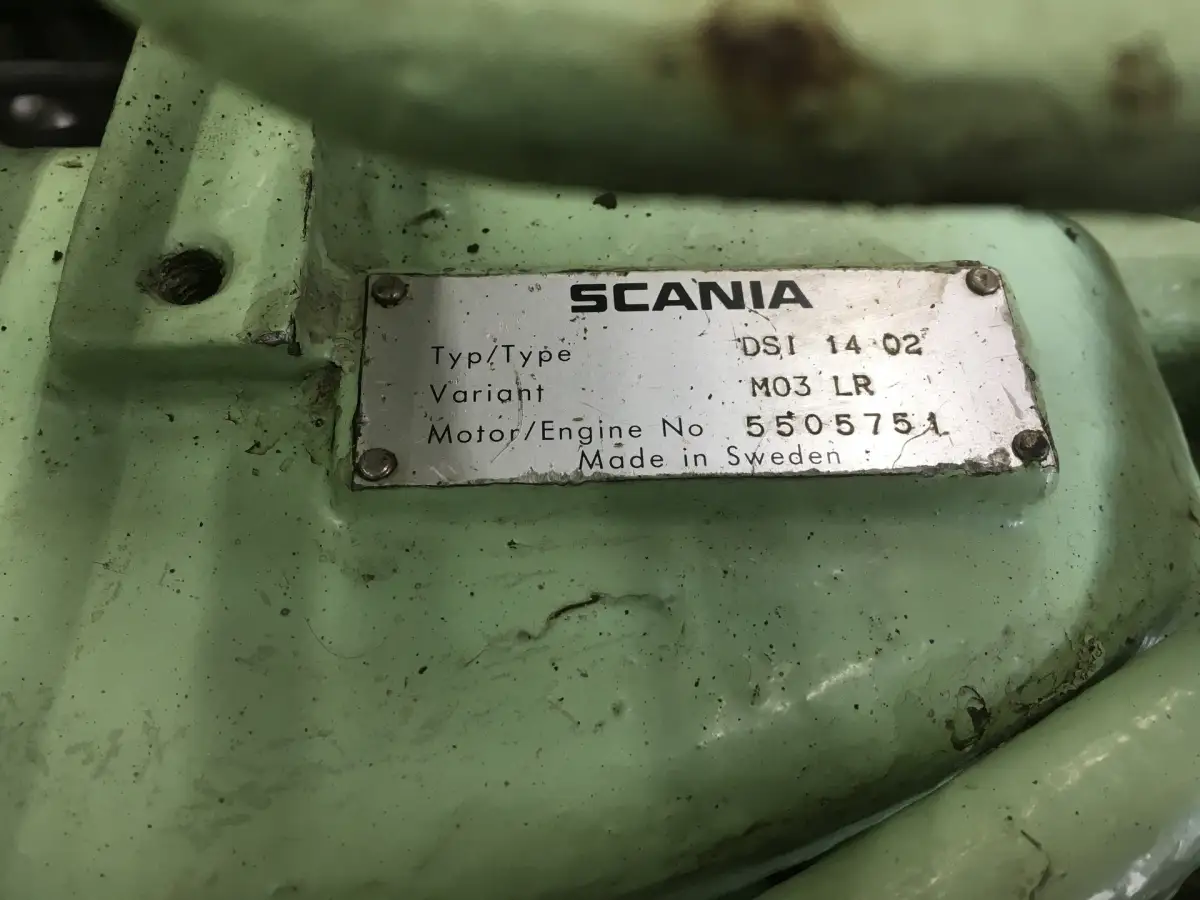 SCANIA
Typ/Type DSI 14 02
Variant M03 LR
Motor/Engine No 5505751
Made in Sweden